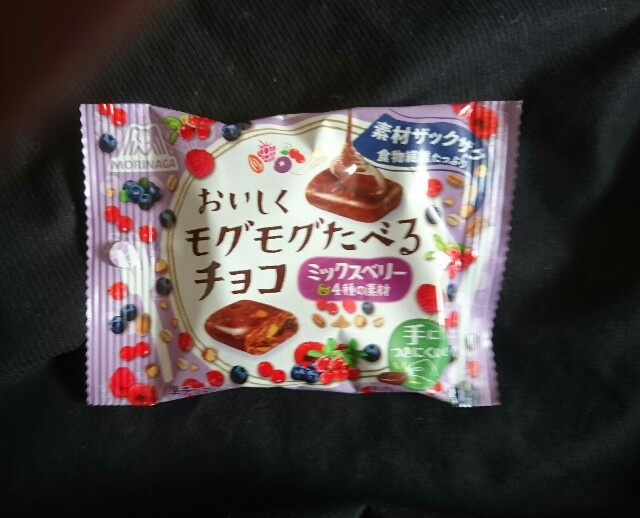 MORINAGA
素材ザックザク
食物繊維たっぷり
おいしく
モグモグたべる
チョコ
ミックスベリー
4種の素材
手に
つきにくい